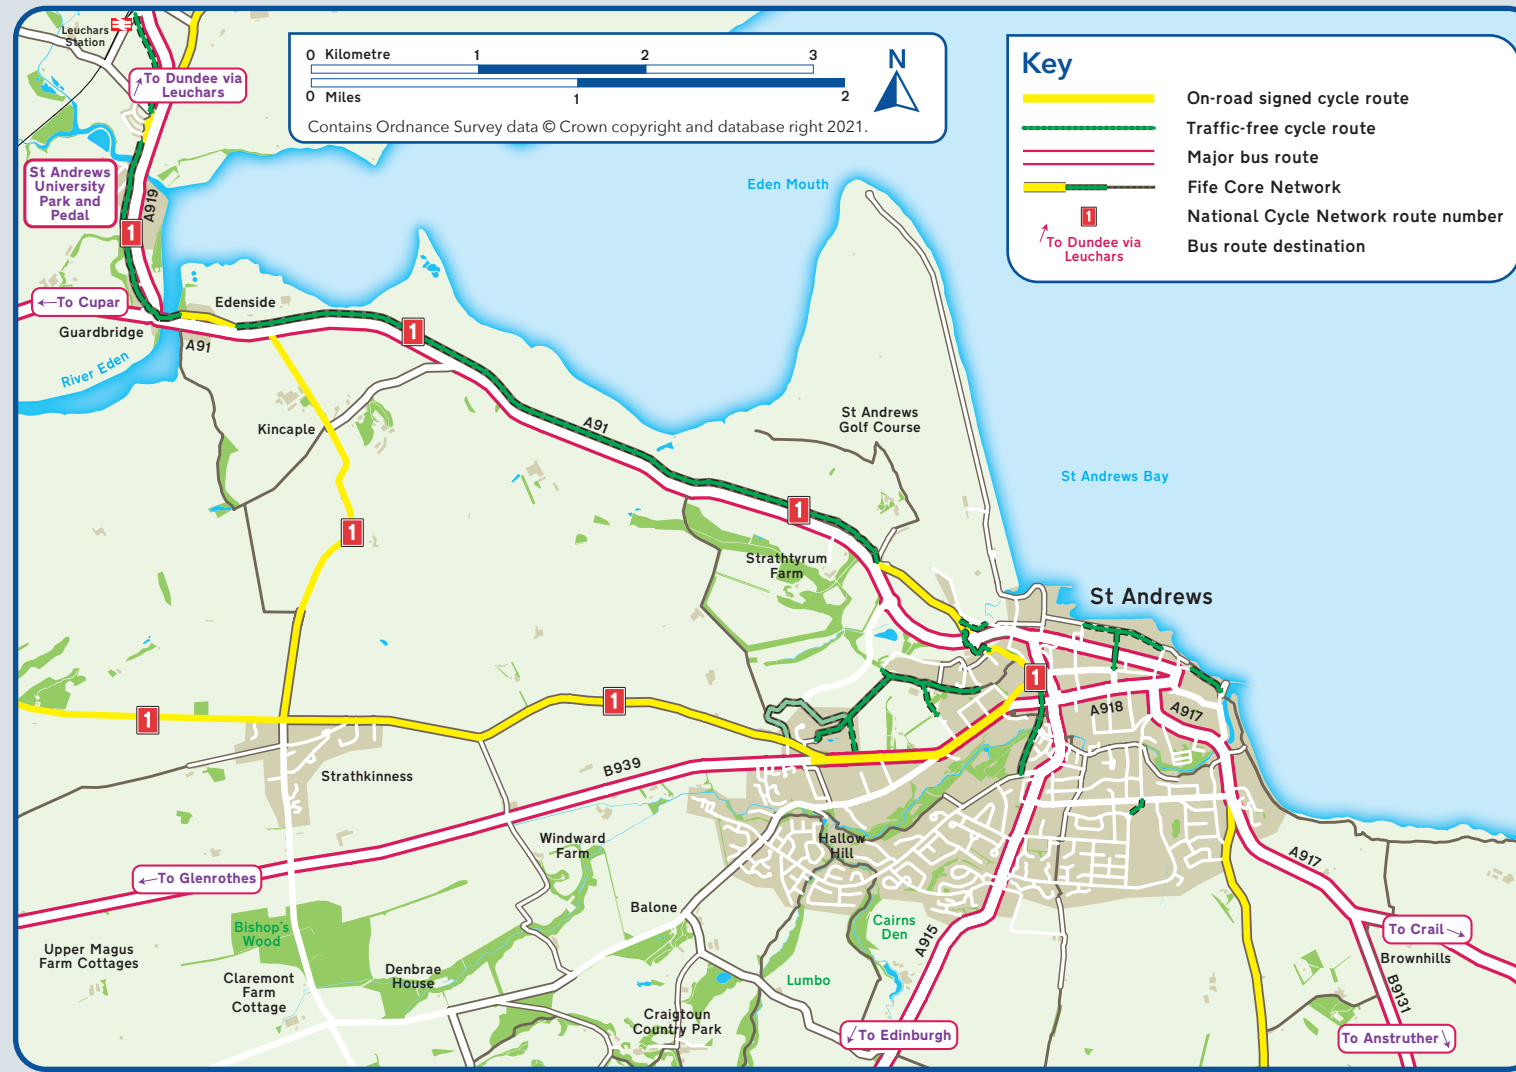 Leuchars
Station
To Dundee via
Leuchars
St Andrews
University
Park and
Pedal
A919
1
←To Cupar
Guardbridge
River Eden
A91
Edenside
Kincaple
1
1
A91
1
0 Kilometre 1 2 3
0 Miles 1 2
Contains Ordnance Survey data © Crown copyright and database right 2021.
N
Key
On-road signed cycle route
Traffic-free cycle route
Major bus route
Fife Core Network
1 National Cycle Network route number
To Dundee via
Leuchars
Bus route destination
Eden Mouth
St Andrews
Golf Course
St Andrews Bay
Strathtyrum
Farm
St Andrews
1
1
1
A918
A917
Strathkinness
B939
Windward
Farm
Hallow
Hill
←To Glenrothes
Balone
A917
Bishop's
Wood
Cairns
Den
A915
To Crail→
Upper Magus
Farm Cottages
Claremont
Farm
Cottage
Denbrae
House
Lumbo
Brownhills
B9131
Craigtoun
Country Park
To Edinburgh
To Anstruther